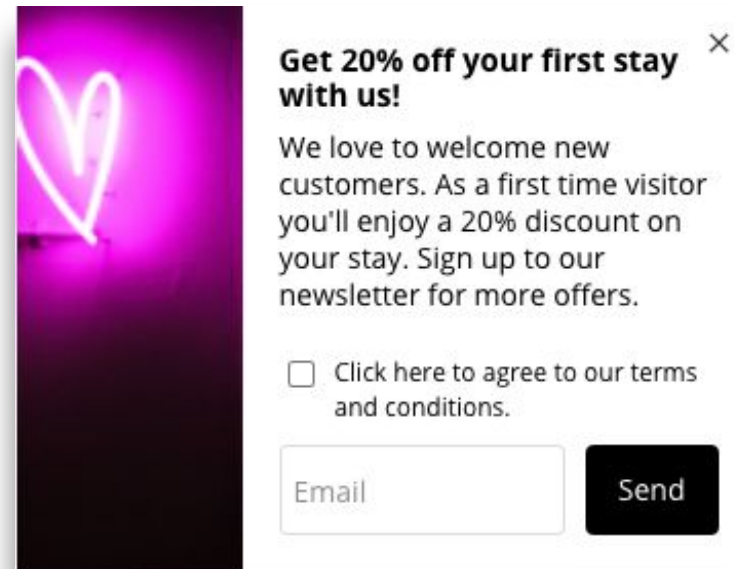 Get 20% off your first stay
with us!
We love to welcome new
customers. As a first time visitor
you'll enjoy a 20% discount on
your stay. Sign up to our
newsletter for more offers.
Click here to agree to our terms
and conditions.
Email
Send